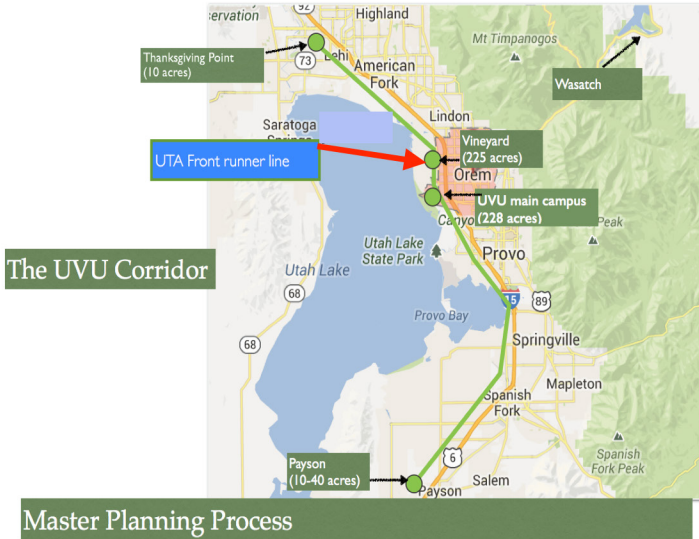 92
Highland
ervation
Mt Timpanogos
Thanksgiving Point
(10 acres)
73
Lehi
American
Fork
Wasatch
Lindon
Saratoga
Springs
Vineyard
(225 acres)
UTA Front runner line
Orem
UVU main campus
(228 acres)
Canyo
Peak
Utah Lake
State Park
Provo
The UVU Corridor
Utah Lake
68
15
89
Provo Bay
68
Springville
Mapleton
Spanish
Fork
6
Spanish
Fork Peak
Payson
(10-40 acres)
Salem
Payson
Master Planning Process